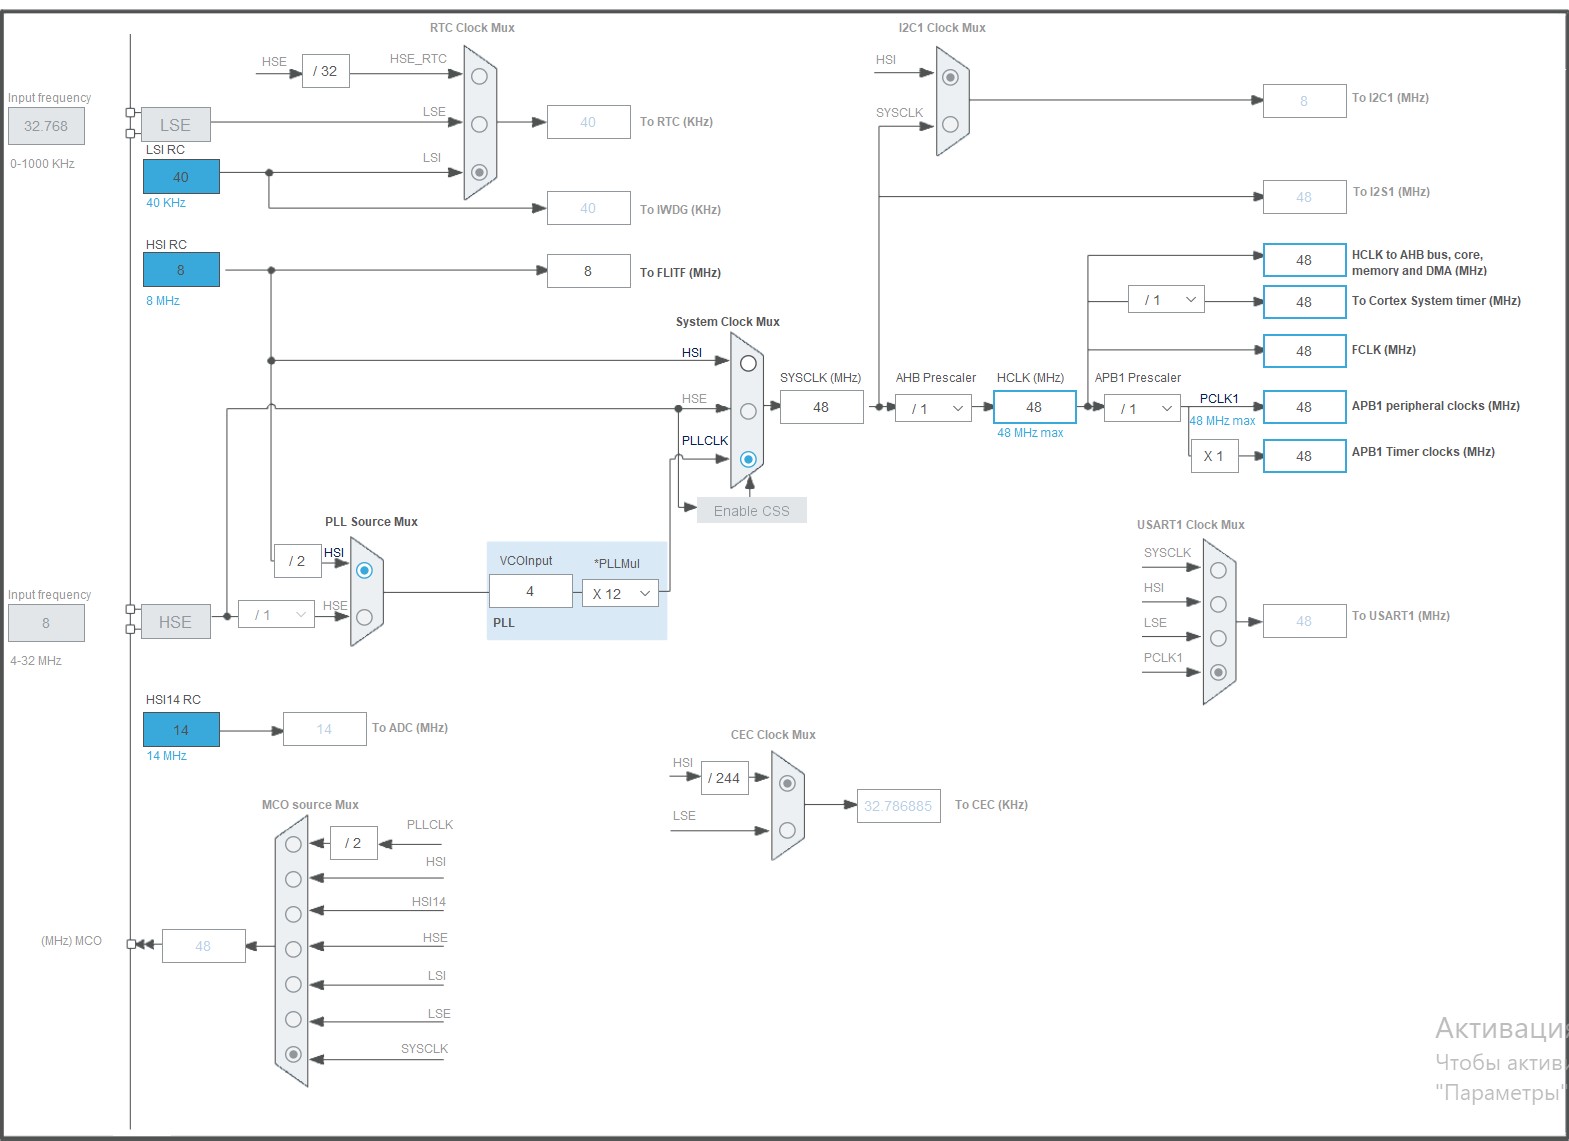 RTC Clock Mux
I2C1 Clock Mux
HSE
/ 32
HSE_RTC
HSI
Input frequency
32.768
0-1000 KHz
LSE
LSE
40
To RTC (KHz)
SYSCLK
8
To I2C1 (MHz)
LSI RC
40
40 KHz
LSI
40
To IWDG (KHz)
48
To I2S1 (MHz)
HSI RC
8
8 MHz
8
To FLITF (MHz)
48
HCLK to AHB bus, core,
memory and DMA (MHz)
/ 1
48
To Cortex System timer (MHz)
System Clock Mux
HSI
48
FCLK (MHz)
HSE
PLLCLK
SYSCLK (MHz)
48
AHB Prescaler
/ 1
HCLK (MHz)
48
48 MHz max
APB1 Prescaler
/ 1
PCLK1
48 MHz max
48
APB1 peripheral clocks (MHz)
X 1
48
APB1 Timer clocks (MHz)
Enable CSS
PLL Source Mux
/ 2
HSI
VCOInput
4
*PLLMul
X 12
PLL
Input frequency
8
4-32 MHz
HSE
/ 1
HSE
USART1 Clock Mux
SYSCLK
HSI
LSE
PCLK1
48
To USART1 (MHz)
HSI14 RC
14
14 MHz
14
To ADC (MHz)
CEC Clock Mux
HSI
/ 244
LSE
32.786885
To CEC (KHz)
MCO source Mux
PLLCLK
/ 2
HSI
HSI14
HSE
LSI
LSE
SYSCLK
(MHz) MCO
48
Активаци
Чтобы актив
"Параметры"